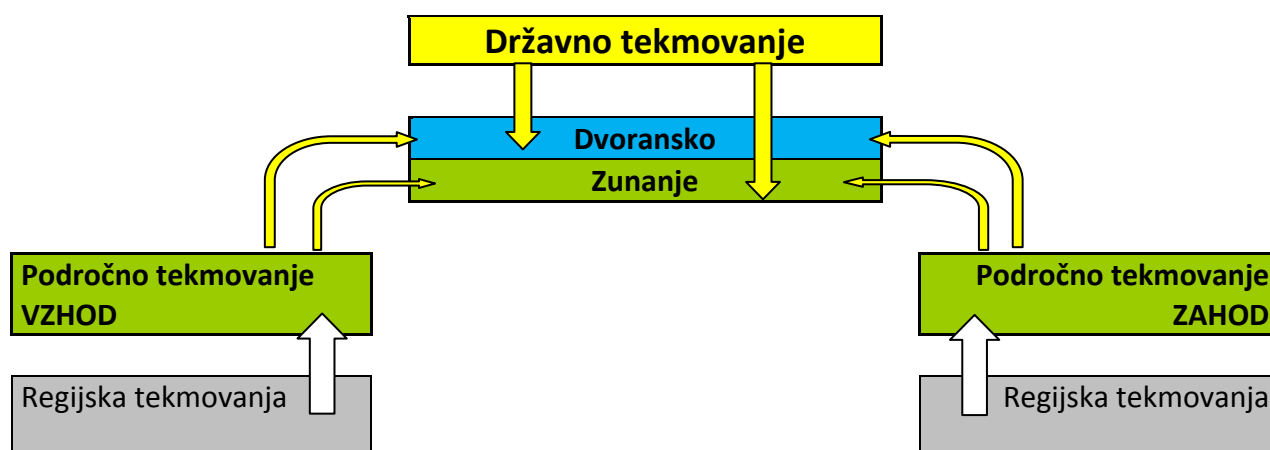 Državno tekmovanje
Dvoransko
Zunanje
Področno tekmovanje
VZHOD
Področno tekmovanje
ZAHOD
Regijska tekmovanja
Regijska tekmovanja